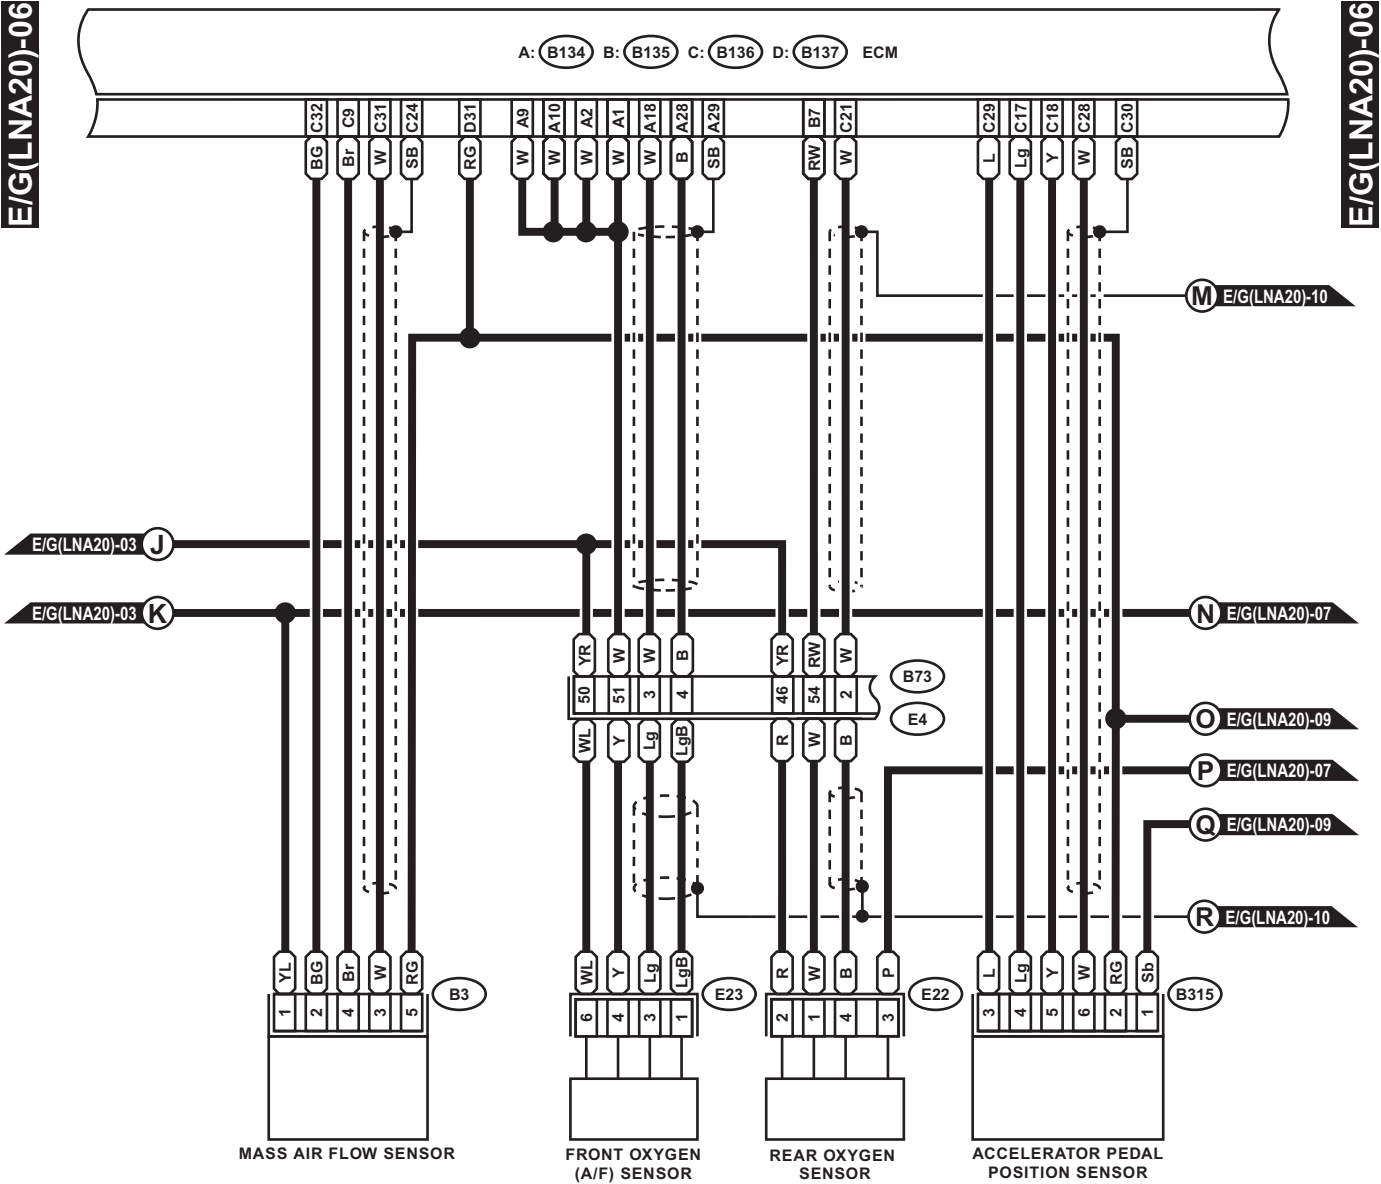 E/G(LNA20)-06
E/G(LNA20)-06
A: B134 B: B135 C: B136 D: B137 ECM
C32 C9 C31 C24 D31 A9 A10 A2 A1 A18 A28 A29 B7 C21 C29 C17 C18 C28 C30
BG Br W SB RG W W W W W B SB RW W L Lg Y W SB
M E/G(LNA20)-10
E/G(LNA20)-03 J
E/G(LNA20)-03 K
N E/G(LNA20)-07
YR W W B YR RW W
B73
50 51 3 4 46 54 2
E4
WL Y Lg LgB R W B
O E/G(LNA20)-09
P E/G(LNA20)-07
Q E/G(LNA20)-09
R E/G(LNA20)-10
YL BG Br W RG WL Y Lg LgB R W B P L Lg Y W RG Sb
B3 E23 E22 B315
1 2 4 3 5 6 4 3 1 2 1 4 3 3 4 5 6 2 1
MASS AIR FLOW SENSOR
FRONT OXYGEN
(A/F) SENSOR
REAR OXYGEN
SENSOR
ACCELERATOR PEDAL
POSITION SENSOR